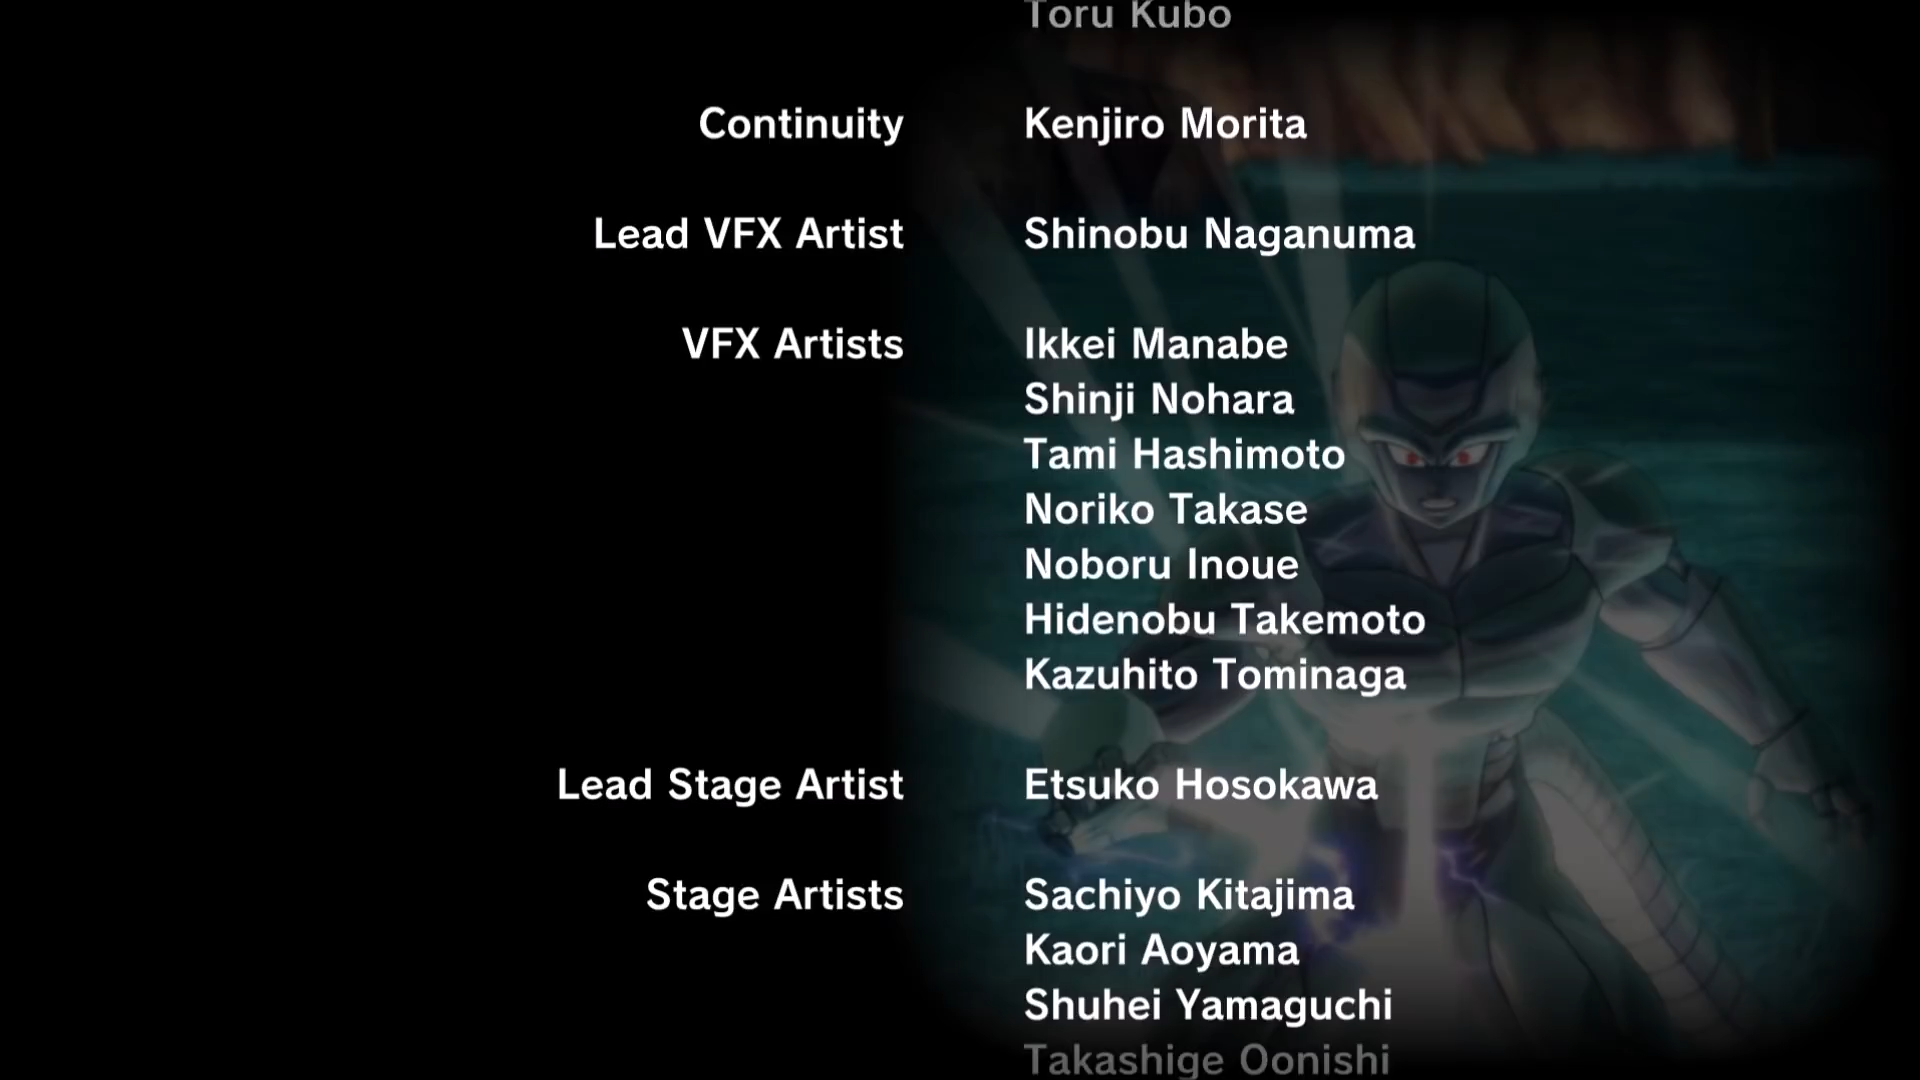 Toru Kubo
Continuity Kenjiro Morita
Lead VFX Artist Shinobu Naganuma
VFX Artists Ikkei Manabe
Shinji Nohara
Tami Hashimoto
Noriko Takase
Noboru Inoue
Hidenobu Takemoto
Kazuhito Tominaga
Lead Stage Artist Etsuko Hosokawa
Stage Artists Sachiyo Kitajima
Kaori Aoyama
Shuhei Yamaguchi
Takashige Oonishi